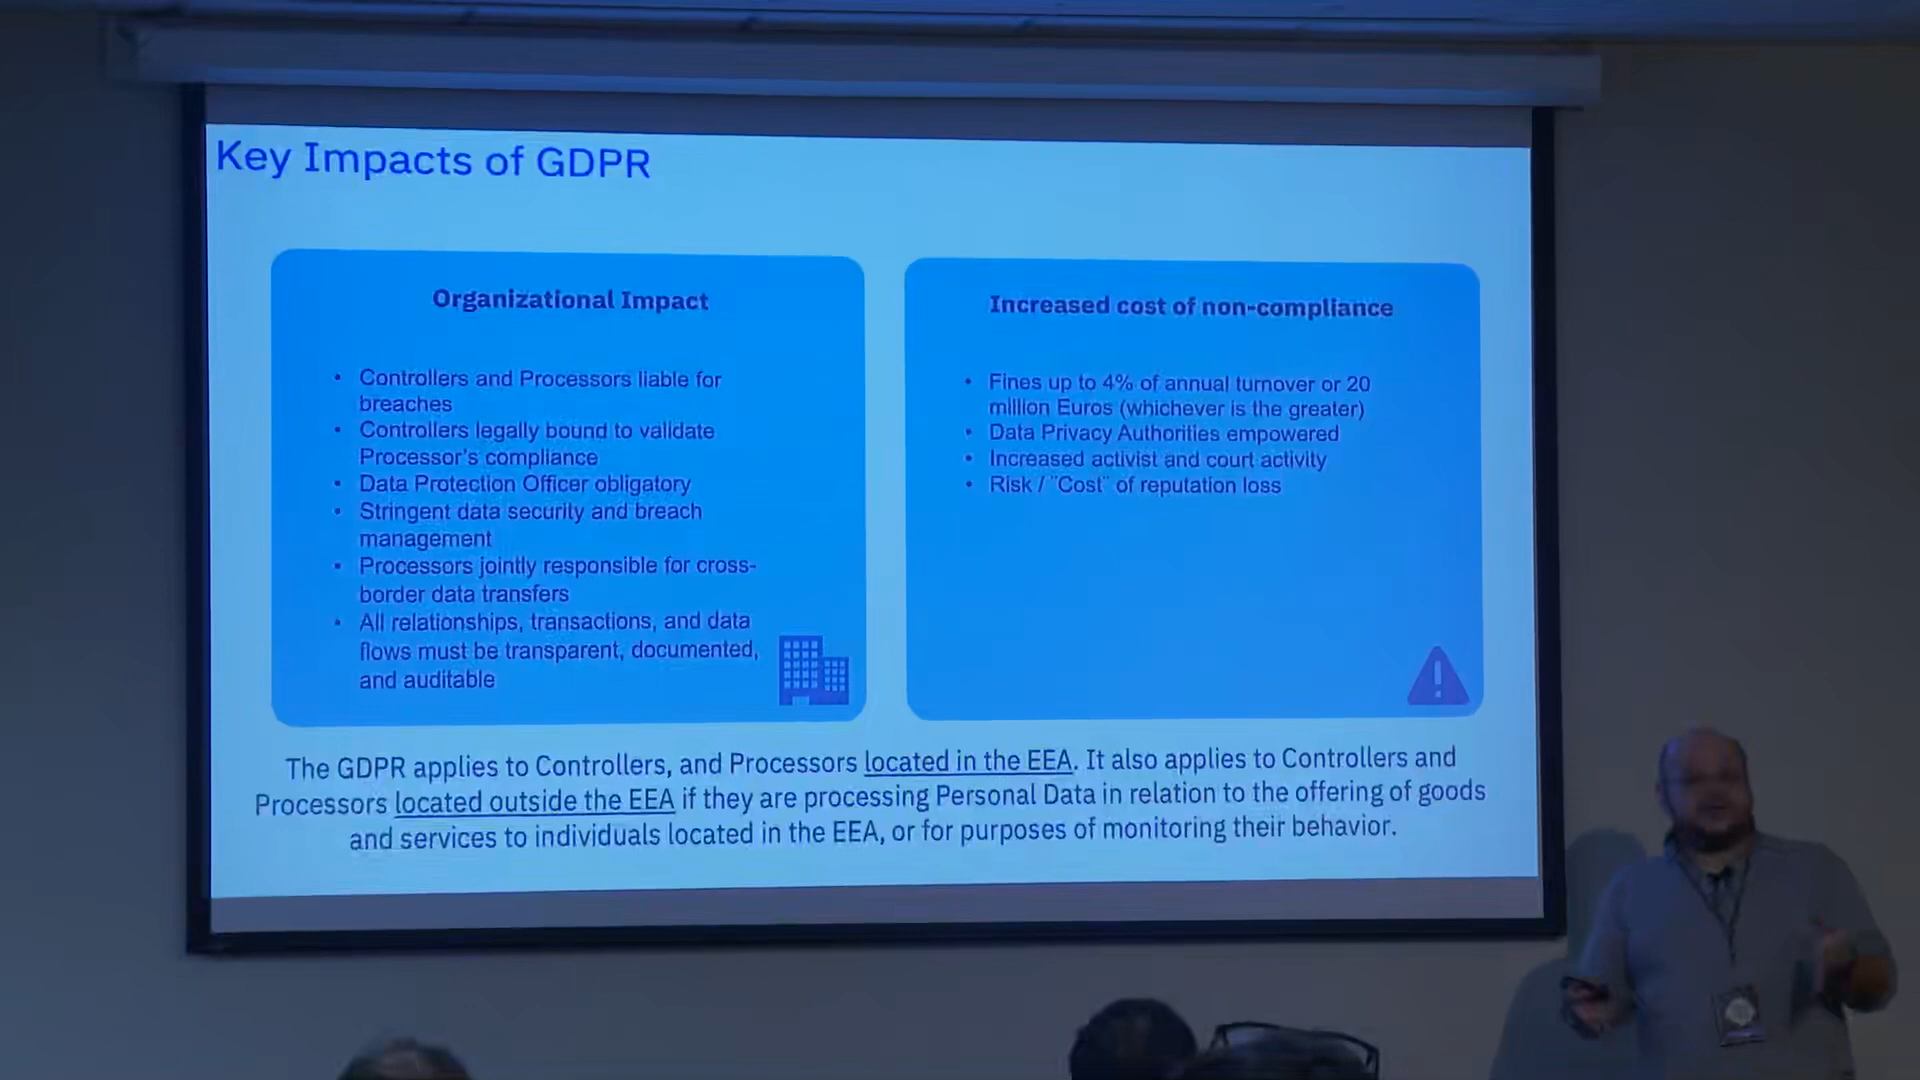 Key Impacts of GDPR
Organizational Impact
• Controllers and Processors liable for
breaches
• Controllers legally bound to validate
Processor's compliance
• Data Protection Officer obligatory
• Stringent data security and breach
management
• Processors jointly responsible for cross-
border data transfers
• All relationships, transactions, and data
flows must be transparent, documented,
and auditable
Increased cost of non-compliance
• Fines up to 4% of annual turnover or 20
million Euros (whichever is the greater)
• Data Privacy Authorities empowered
• Increased activist and court activity
• Risk / "Cost" of reputation loss
The GDPR applies to Controllers, and Processors located in the EEA. It also applies to Controllers and
Processors located outside the EEA if they are processing Personal Data in relation to the offering of goods
and services to individuals located in the EEA, or for purposes of monitoring their behavior.